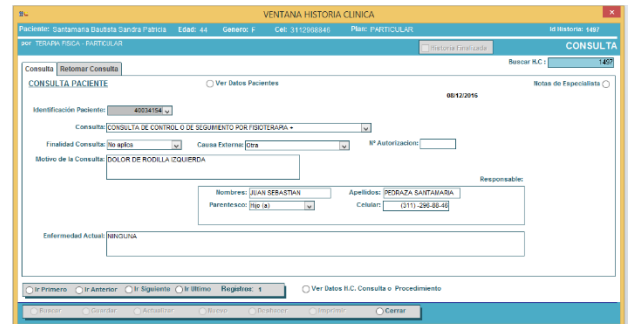 VENTANA HISTORIA CLINICA
Paciente: Santamaria Bautista Sandra Patricia Edad: 44 Genero: F Cel: 3112998846 Plan: PARTICULAR Id Historia: 1497
TERAPIA FISICA - PARTICULAR Historia Finalizada CONSULTA
Buscar H.C : 1497
Consulta Retomar Consulta
CONSULTA PACIENTE Ver Datos Pacientes Notas de Especialista
08/12/2016
Identificación Paciente: 40034154
Consulta: CONSULTA DE CONTROL O DE SEGUIMIENTO POR FISIOTERAPIA +
Finalidad Consulta: No aplica Causa Externa: Otra Nº Autorizacion:
Motivo de la Consulta: DOLOR DE RODILLA IZQUIERDA
Responsable:
Nombres: JUAN SEBASTIAN Apellidos: PEDRAZA SANTAMARIA
Parentesco: Hijo (a) Celular: (311) -296-88-46
Enfermedad Actual: NINGUNA
Ir Primero Ir Anterior Ir Siguiente Ir Ultimo Registros: 1 Ver Datos H.C. Consulta o Procedimiento
Buscar Guardar Actualizar Nuevo Deshacer Imprimir Cerrar